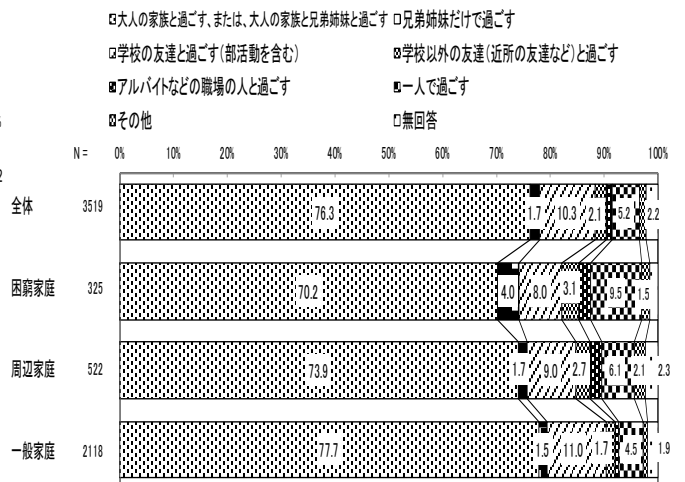 大人の家族と過ごす、または、大人の家族と兄弟姉妹と過ごす 兄弟姉妹だけで過ごす
学校の友達と過ごす(部活動を含む) 学校以外の友達(近所の友達など)と過ごす
アルバイトなどの職場の人と過ごす 一人で過ごす
その他 無回答
N = 0% 10% 20% 30% 40% 50% 60% 70% 80% 90% 100%
全体 3519 76.3 1.7 10.3 2.1 5.2 2.2
困窮家庭 325 70.2 4.0 8.0 3.1 9.5 1.5
周辺家庭 522 73.9 1.7 9.0 2.7 6.1 2.1 2.3
一般家庭 2118 77.7 1.5 11.0 1.7 4.5 1.9